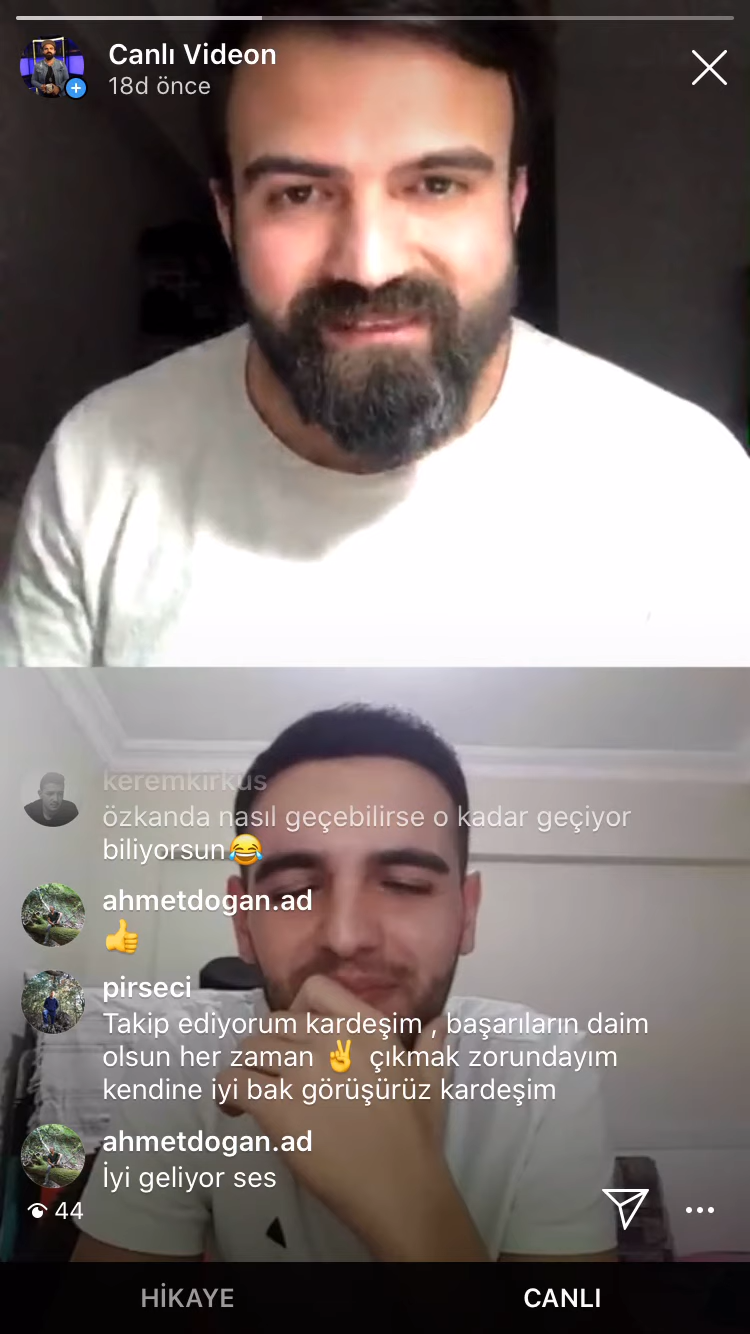 Canlı Videon
18d önce
keremkirkus
özkanda nasıl geçebilirse o kadar geçiyor
biliyorsun😂
ahmetdogan.ad
👍
pirseci
Takip ediyorum kardeşim , başarıların daim
olsun her zaman ✌️ çıkmak zorundayım
kendine iyi bak görüşürüz kardeşim
ahmetdogan.ad
İyi geliyor ses
44
HİKAYE
CANLI